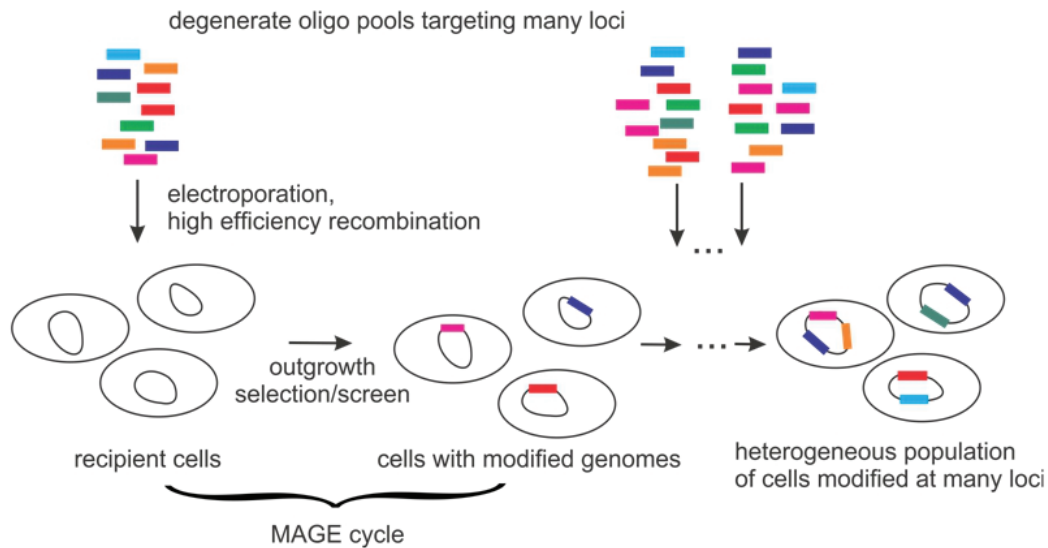 degenerate oligo pools targeting many loci
electroporation,
high efficiency recombination
...
outgrowth
selection/screen
...
recipient cells
cells with modified genomes
heterogeneous population
of cells modified at many loci
MAGE cycle